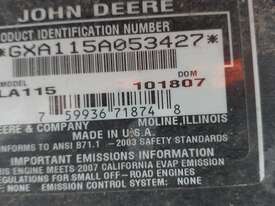 JOHN DEERE
PRODUCT IDENTIFICATION NUMBER
*GXA115A053427*
MODEL DOM
LA115 101807
7 59936 71874 8
DEERE & COMPANY MOLINE, ILLINOIS
MADE IN U.S.A.
CONFORMS TO ANSI B71.1 - 2003 SAFETY STANDARDS
IMPORTANT EMISSIONS INFORMATION
THIS ENGINE MEETS 2007 CALIFORNIA EVAP EMISSION
REGULATIONS FOR SMALL OFF-ROAD ENGINES
EMISSION CONTROL SYSTEM: